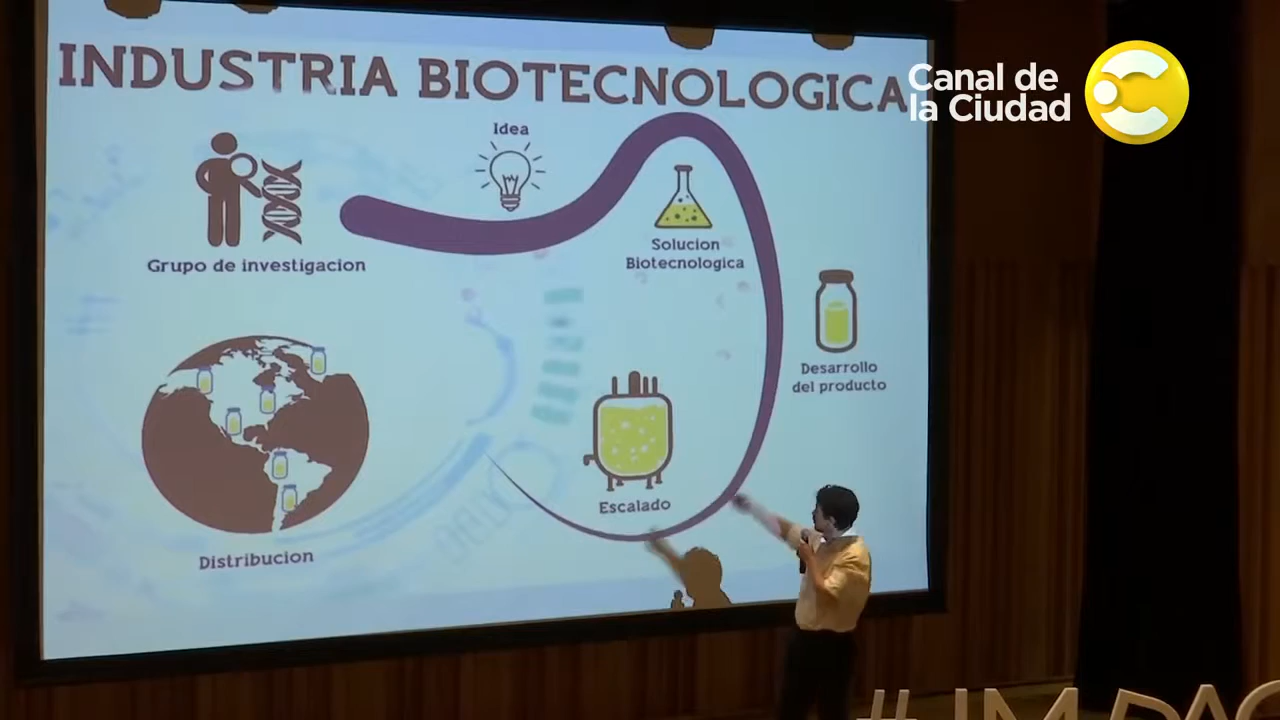 INDUSTRIA BIOTECNOLOGICA
Canal de
la Ciudad
Idea
Grupo de investigacion
Solucion
Biotecnologica
Desarrollo
del producto
Escalado
Distribucion